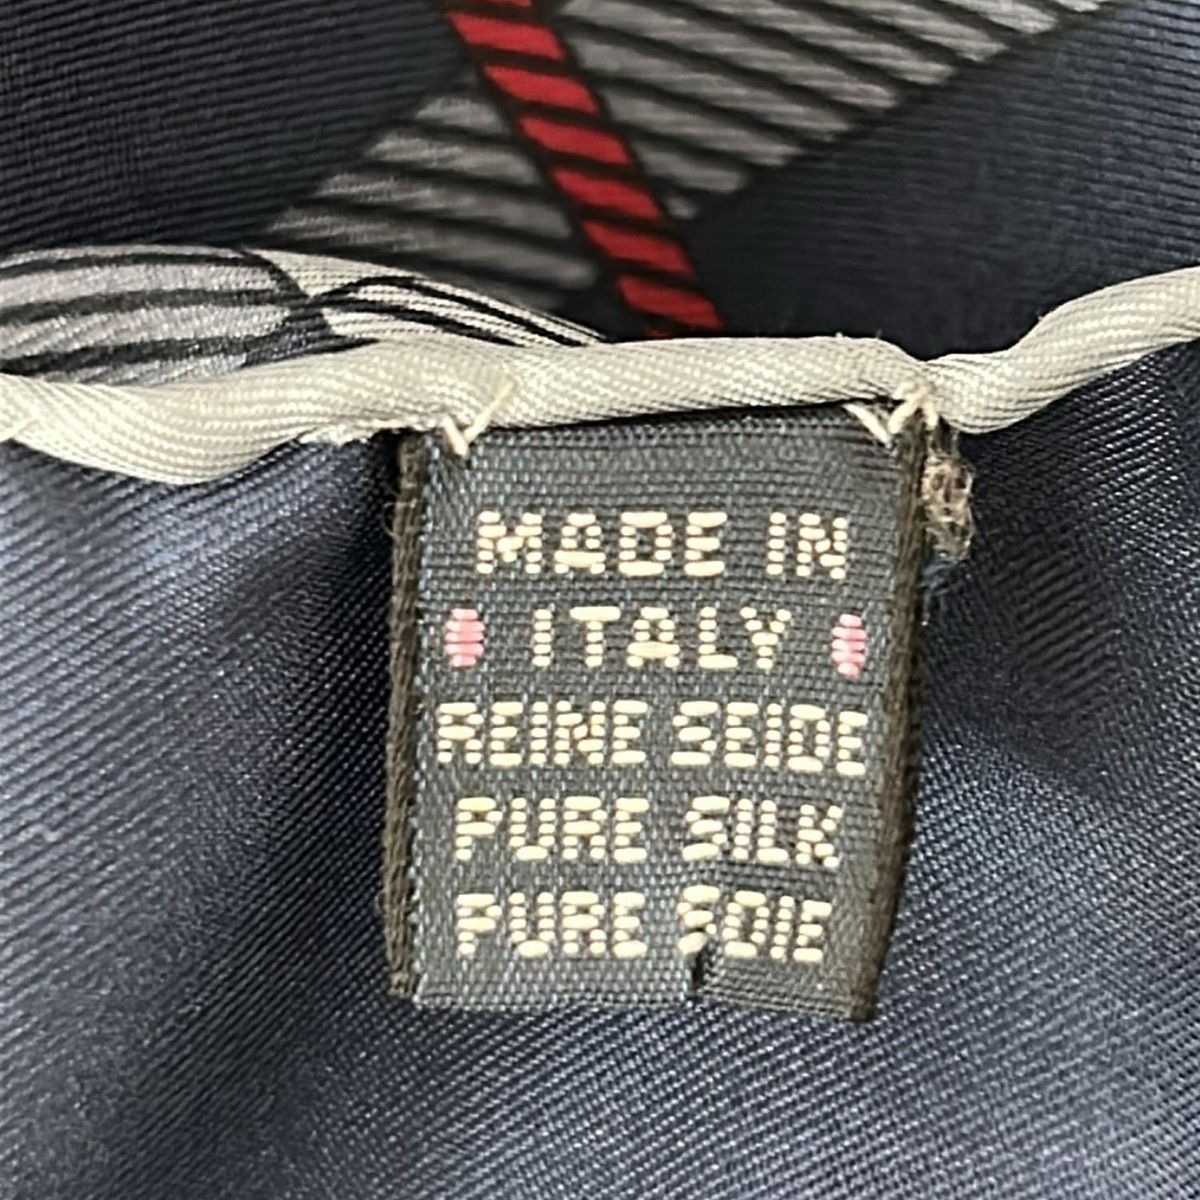 MADE IN
ITALY
REINE SEIDE
PURE SILK
PURE SOIE